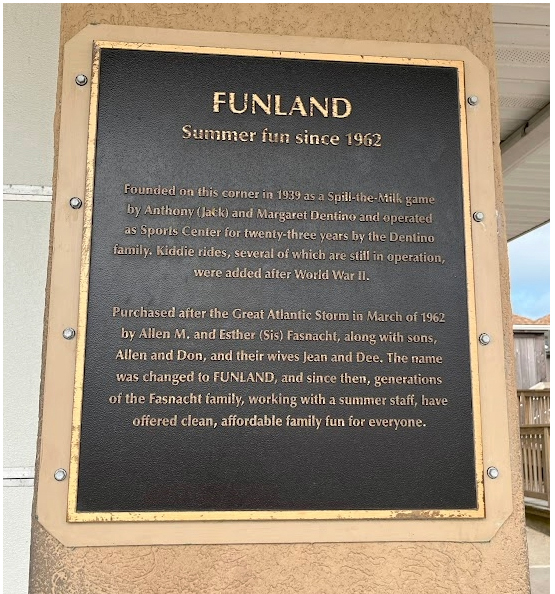 FUNLAND
Summer fun since 1962
Founded on this corner in 1939 as a Spill-the-Milk game
by Anthony (Jack) and Margaret Dentino and operated
as Sports Center for twenty-three years by the Dentino
family. Kiddie rides, several of which are still in operation,
were added after World War II.
Purchased after the Great Atlantic Storm in March of 1962
by Allen M. and Esther (Sis) Fasnacht, along with sons,
Allen and Don, and their wives Jean and Dee. The name
was changed to FUNLAND, and since then, generations
of the Fasnacht family, working with a summer staff, have
offered clean, affordable family fun for everyone.